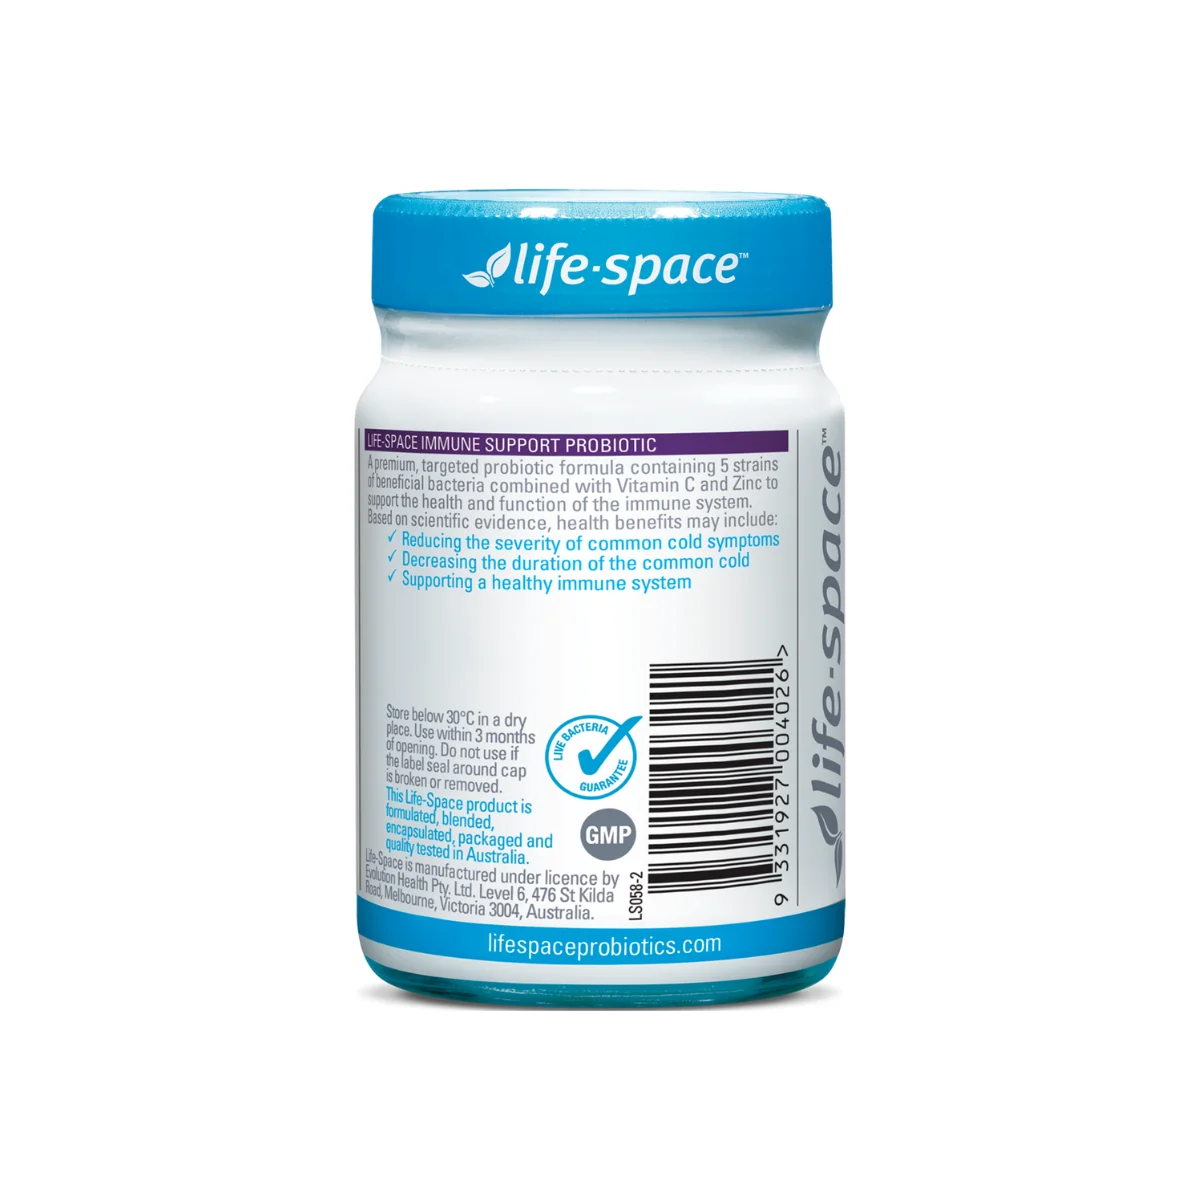 life·space™
LIFE-SPACE IMMUNE SUPPORT PROBIOTIC
A premium, targeted probiotic formula containing 5 strains
of beneficial bacteria combined with Vitamin C and Zinc to
support the health and function of the immune system.
Based on scientific evidence, health benefits may include:
✓ Reducing the severity of common cold symptoms
✓ Decreasing the duration of the common cold
✓ Supporting a healthy immune system
Store below 30°C in a dry
place. Use within 3 months
of opening. Do not use if
the label seal around cap
is broken or removed.
This Life-Space product is
formulated, blended,
encapsulated, packaged and
quality tested in Australia.
Life-Space is manufactured under licence by
Evolution Health Pty. Ltd. Level 6, 476 St Kilda
Road, Melbourne, Victoria 3004, Australia.
LIVE BACTERIA
GUARANTEE
GMP
LS058-2
9 331927 004026 >
life·space™
lifespaceprobiotics.com